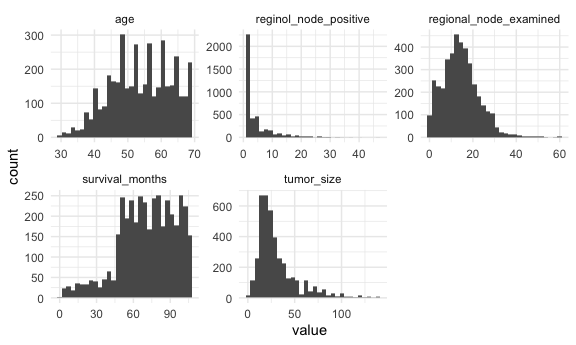 age
reginol_node_positive
regional_node_examined
300
200
100
0
30 40 50 60 70
2000
1500
1000
500
0
0 10 20 30 40
400
300
200
100
0
0 20 40 60
count
survival_months
tumor_size
250
200
150
100
50
0
0 30 60 90
600
400
200
0
0 50 100
value